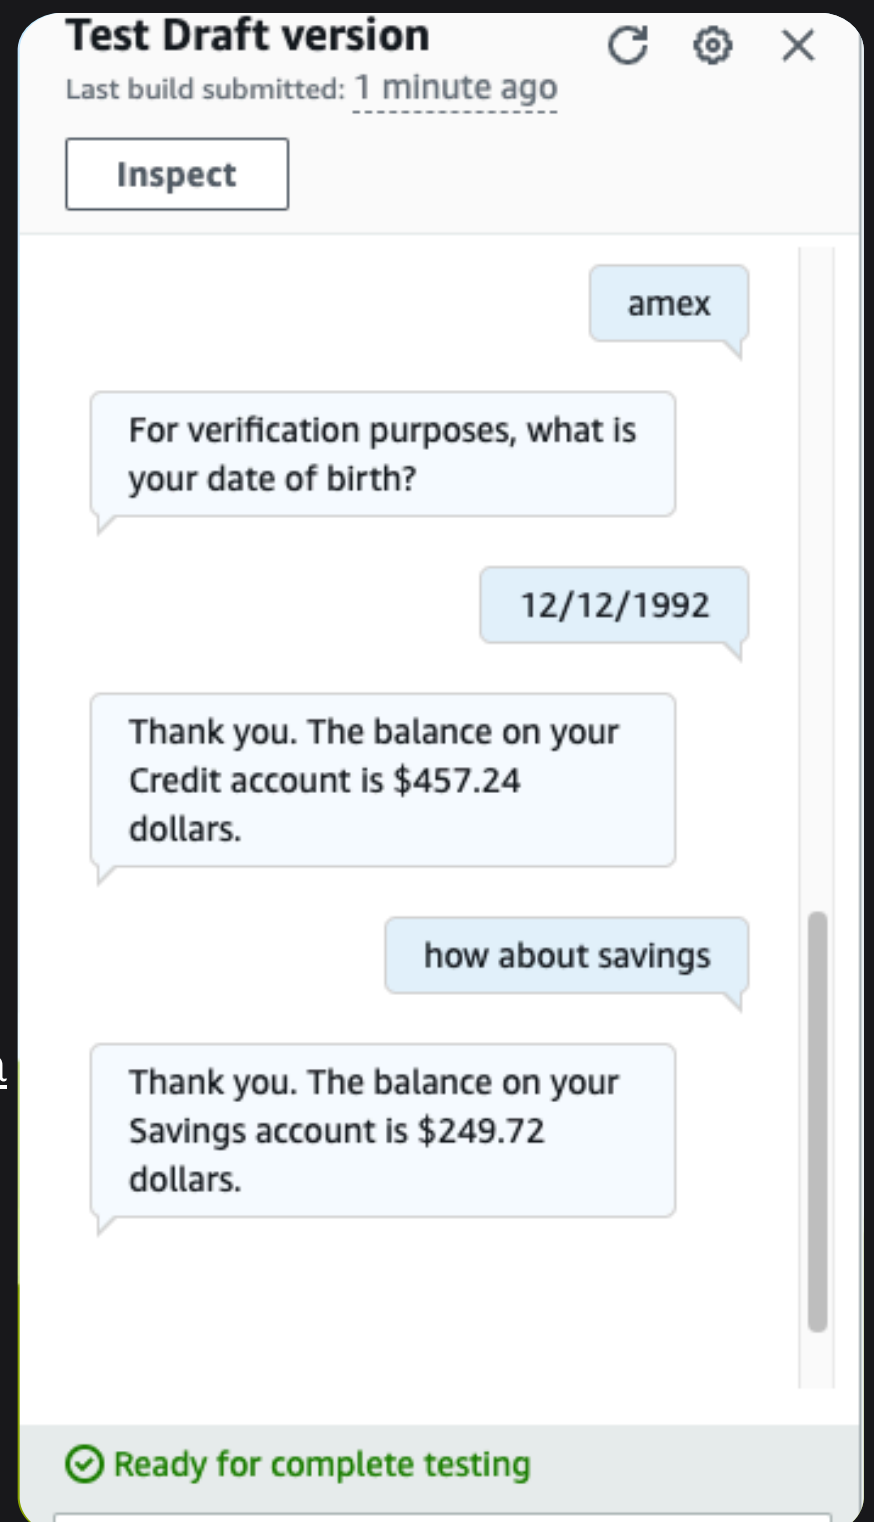 Test Draft version
Last build submitted: 1 minute ago
Inspect
amex
For verification purposes, what is
your date of birth?
12/12/1992
Thank you. The balance on your
Credit account is $457.24
dollars.
how about savings
Thank you. The balance on your
Savings account is $249.72
dollars.
Ready for complete testing